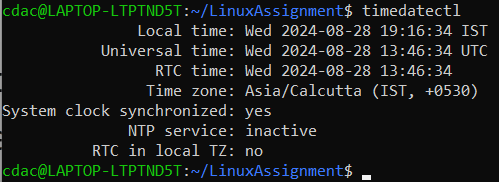 cdac@LAPTOP-LTPTND5T:~/LinuxAssignment$ timedatectl
Local time: Wed 2024-08-28 19:16:34 IST
Universal time: Wed 2024-08-28 13:46:34 UTC
RTC time: Wed 2024-08-28 13:46:34
Time zone: Asia/Calcutta (IST, +0530)
System clock synchronized: yes
NTP service: inactive
RTC in local TZ: no
cdac@LAPTOP-LTPTND5T:~/LinuxAssignment$